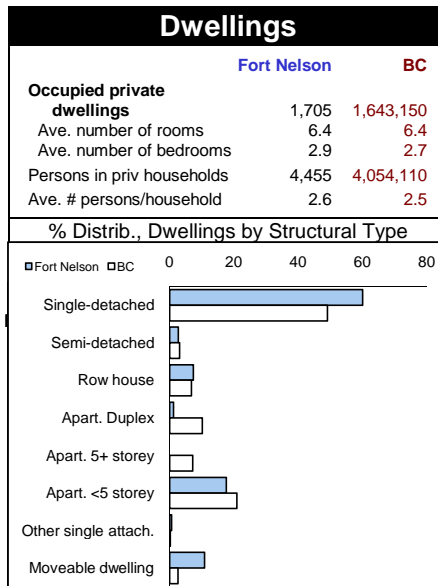 Dwellings
Fort Nelson BC
Occupied private
dwellings 1,705 1,643,150
Ave. number of rooms 6.4 6.4
Ave. number of bedrooms 2.9 2.7
Persons in priv households 4,455 4,054,110
Ave. # persons/household 2.6 2.5
% Distrib., Dwellings by Structural Type
Fort Nelson BC 0 20 40 60 80
Single-detached
Semi-detached
Row house
Apart. Duplex
Apart. 5+ storey
Apart. <5 storey
Other single attach.
Moveable dwelling